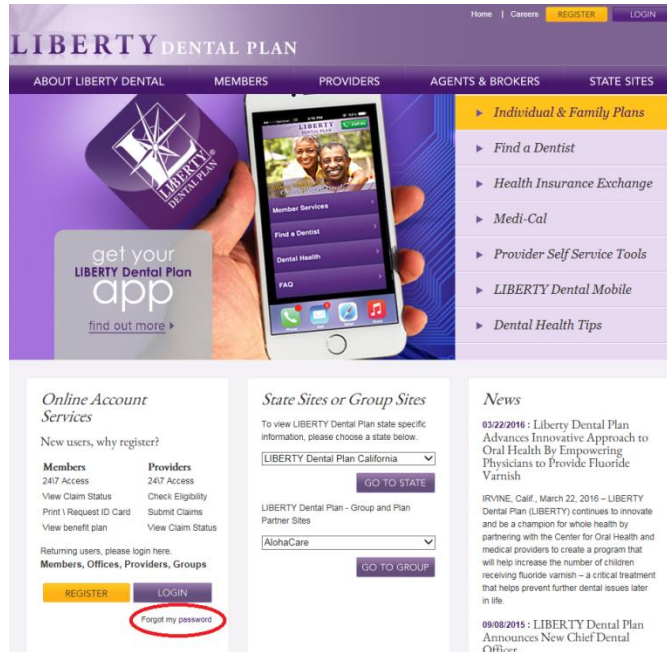 Home | Careers REGISTER LOGIN
LIBERTY DENTAL PLAN
ABOUT LIBERTY DENTAL MEMBERS PROVIDERS AGENTS & BROKERS STATE SITES
LIBERTY
DENTAL PLAN
®
get your
LIBERTY Dental Plan
app
find out more
LIBERTY
DENTAL PLAN
Member Services
Find a Dentist
Dental Health
FAQ
Individual & Family Plans
Find a Dentist
Health Insurance Exchange
Medi-Cal
Provider Self Service Tools
LIBERTY Dental Mobile
Dental Health Tips
Online Account
Services
New users, why register?
Members
24\7 Access
View Claim Status
Print \ Request ID Card
View benefit plan
Providers
24\7 Access
Check Eligibility
Submit Claims
View Claim Status
Returning users, please login here.
Members, Offices, Providers, Groups
REGISTER LOGIN
Forgot my password
State Sites or Group Sites
To view LIBERTY Dental Plan state specific
information, please choose a state below.
LIBERTY Dental Plan California
GO TO STATE
LIBERTY Dental Plan - Group and Plan
Partner Sites
AlohaCare
GO TO GROUP
News
03/22/2016 : Liberty Dental Plan
Advances Innovative Approach to
Oral Health By Empowering
Physicians to Provide Fluoride
Varnish
IRVINE, Calif., March 22, 2016 – LIBERTY
Dental Plan (LIBERTY) continues to innovate
and be a champion for whole health by
partnering with the Center for Oral Health and
medical providers to create a program that
will help increase the number of children
receiving fluoride varnish – a critical treatment
that helps prevent further dental issues later
in life.
09/08/2015 : LIBERTY Dental Plan
Announces New Chief Dental
Officer